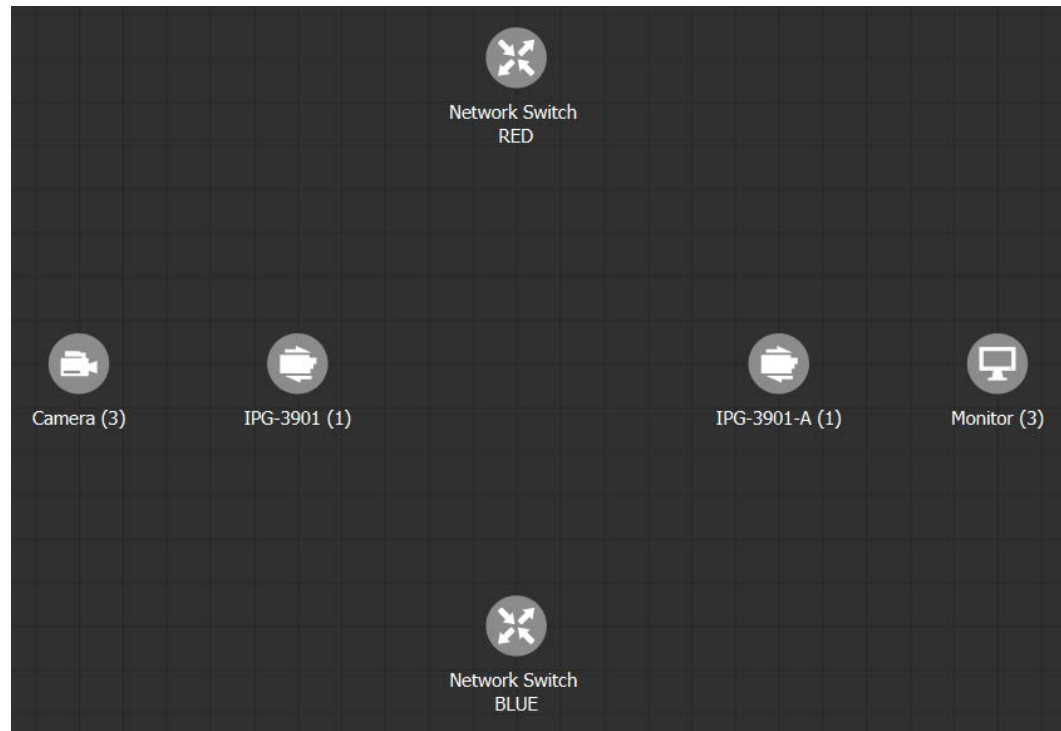 Network Switch
RED
Camera (3)
IPG-3901 (1)
IPG-3901-A (1)
Monitor (3)
Network Switch
BLUE